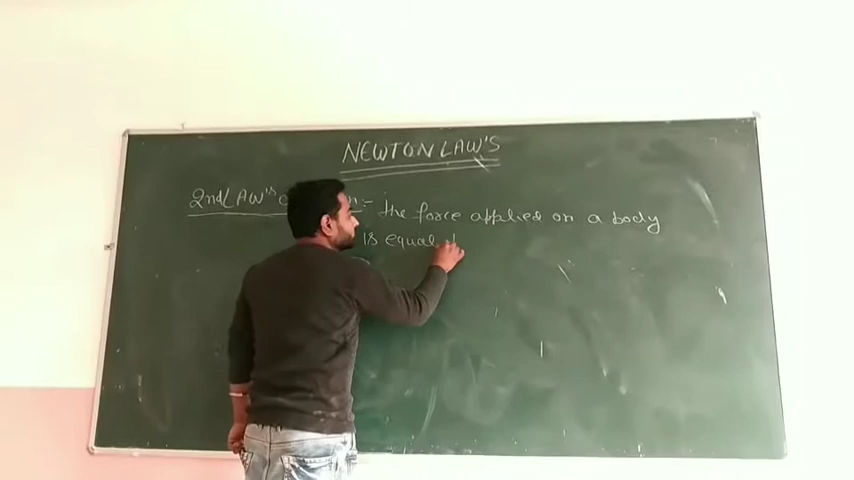 NEWTON LAW'S
2nd LAW's :- the force applied on a body
is equal